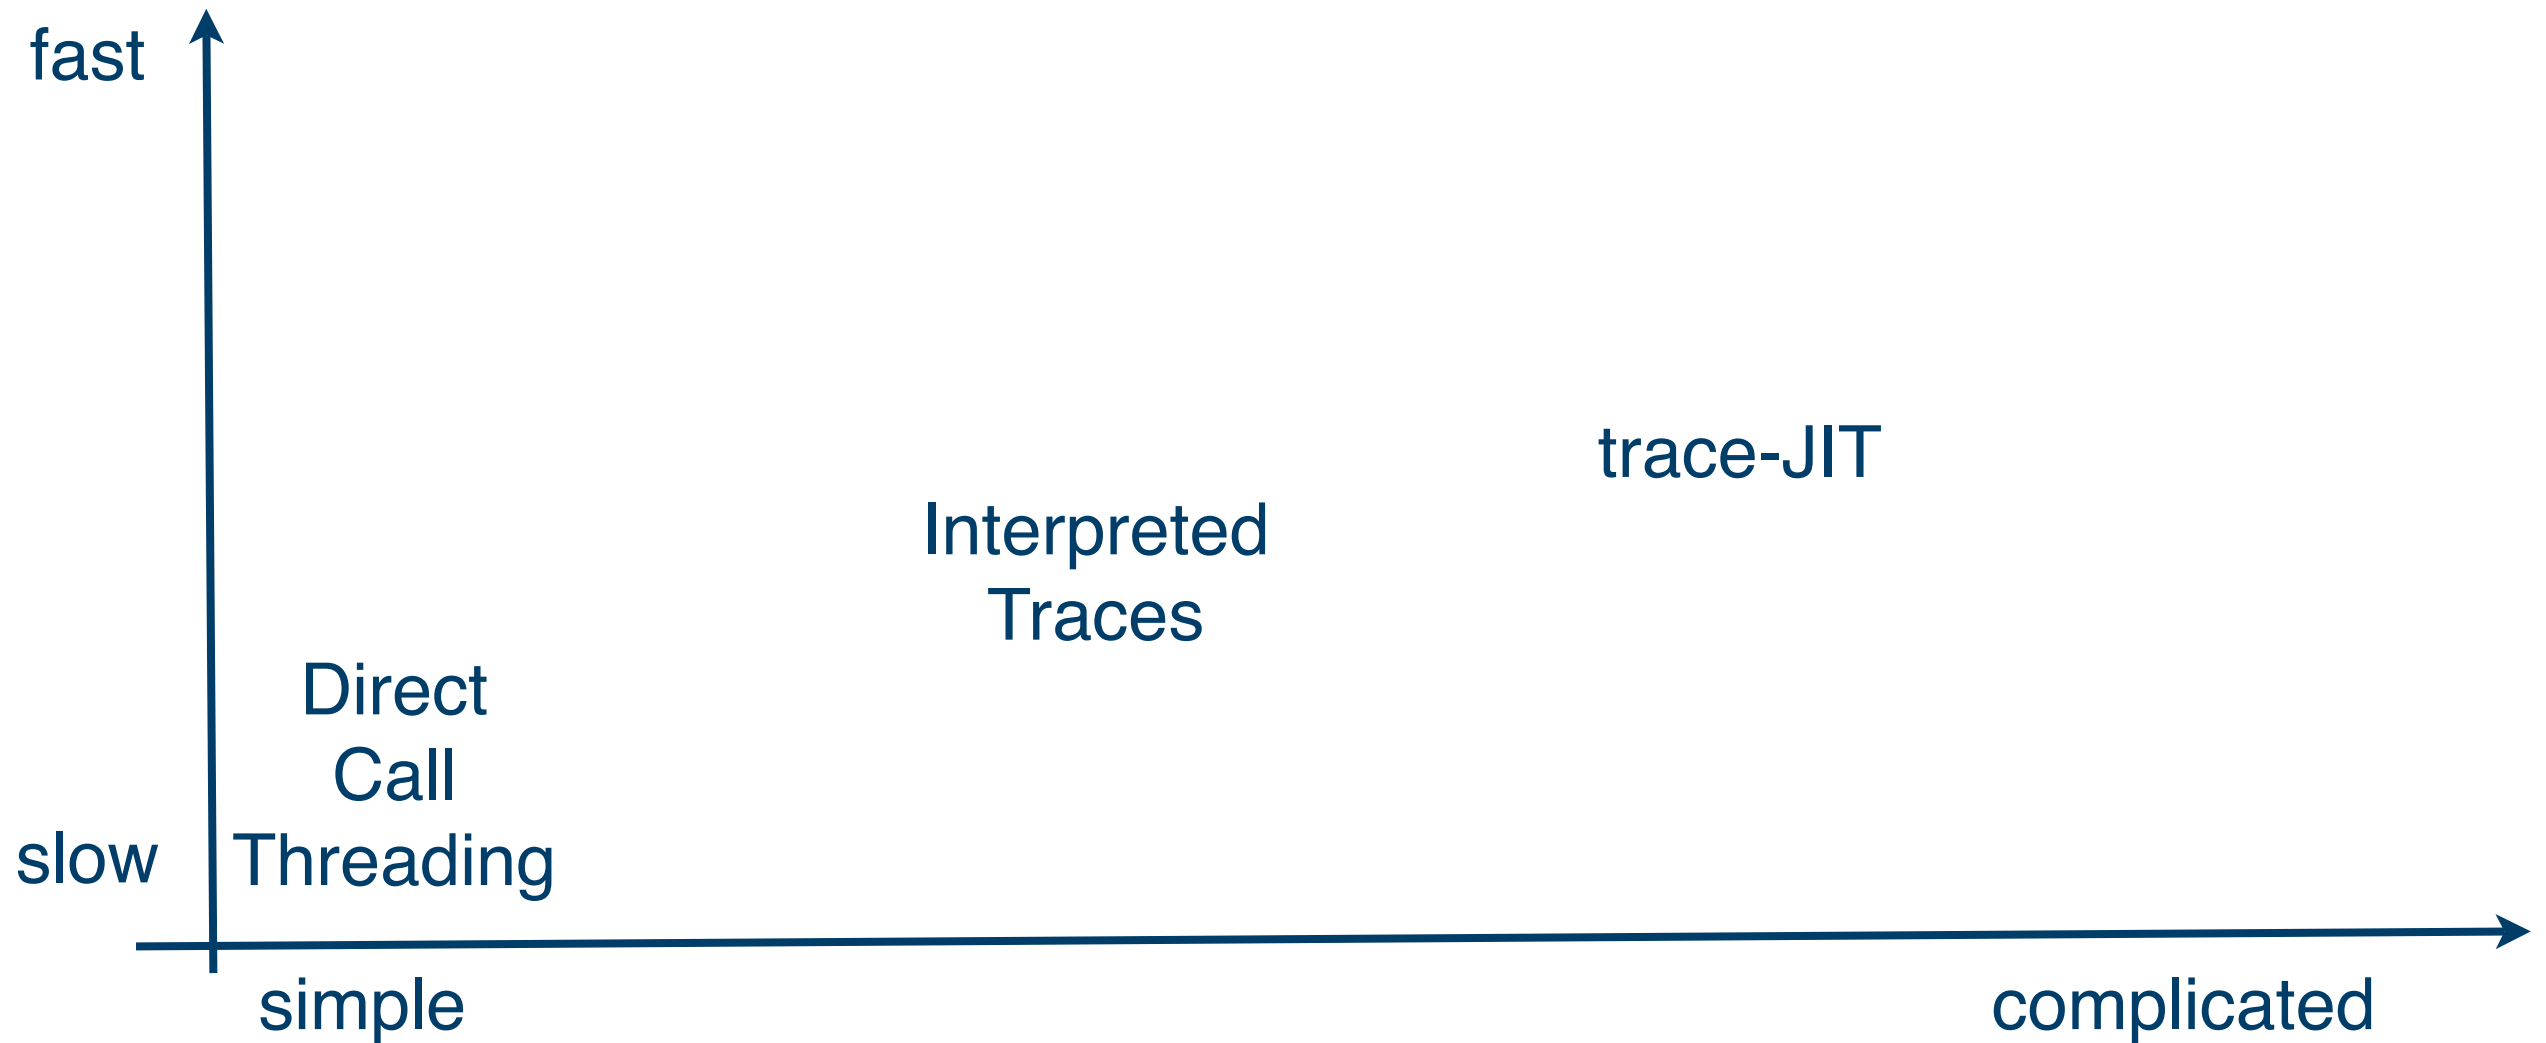 fast
trace-JIT
Interpreted
Traces
Direct
Call
Threading
slow
simple
complicated